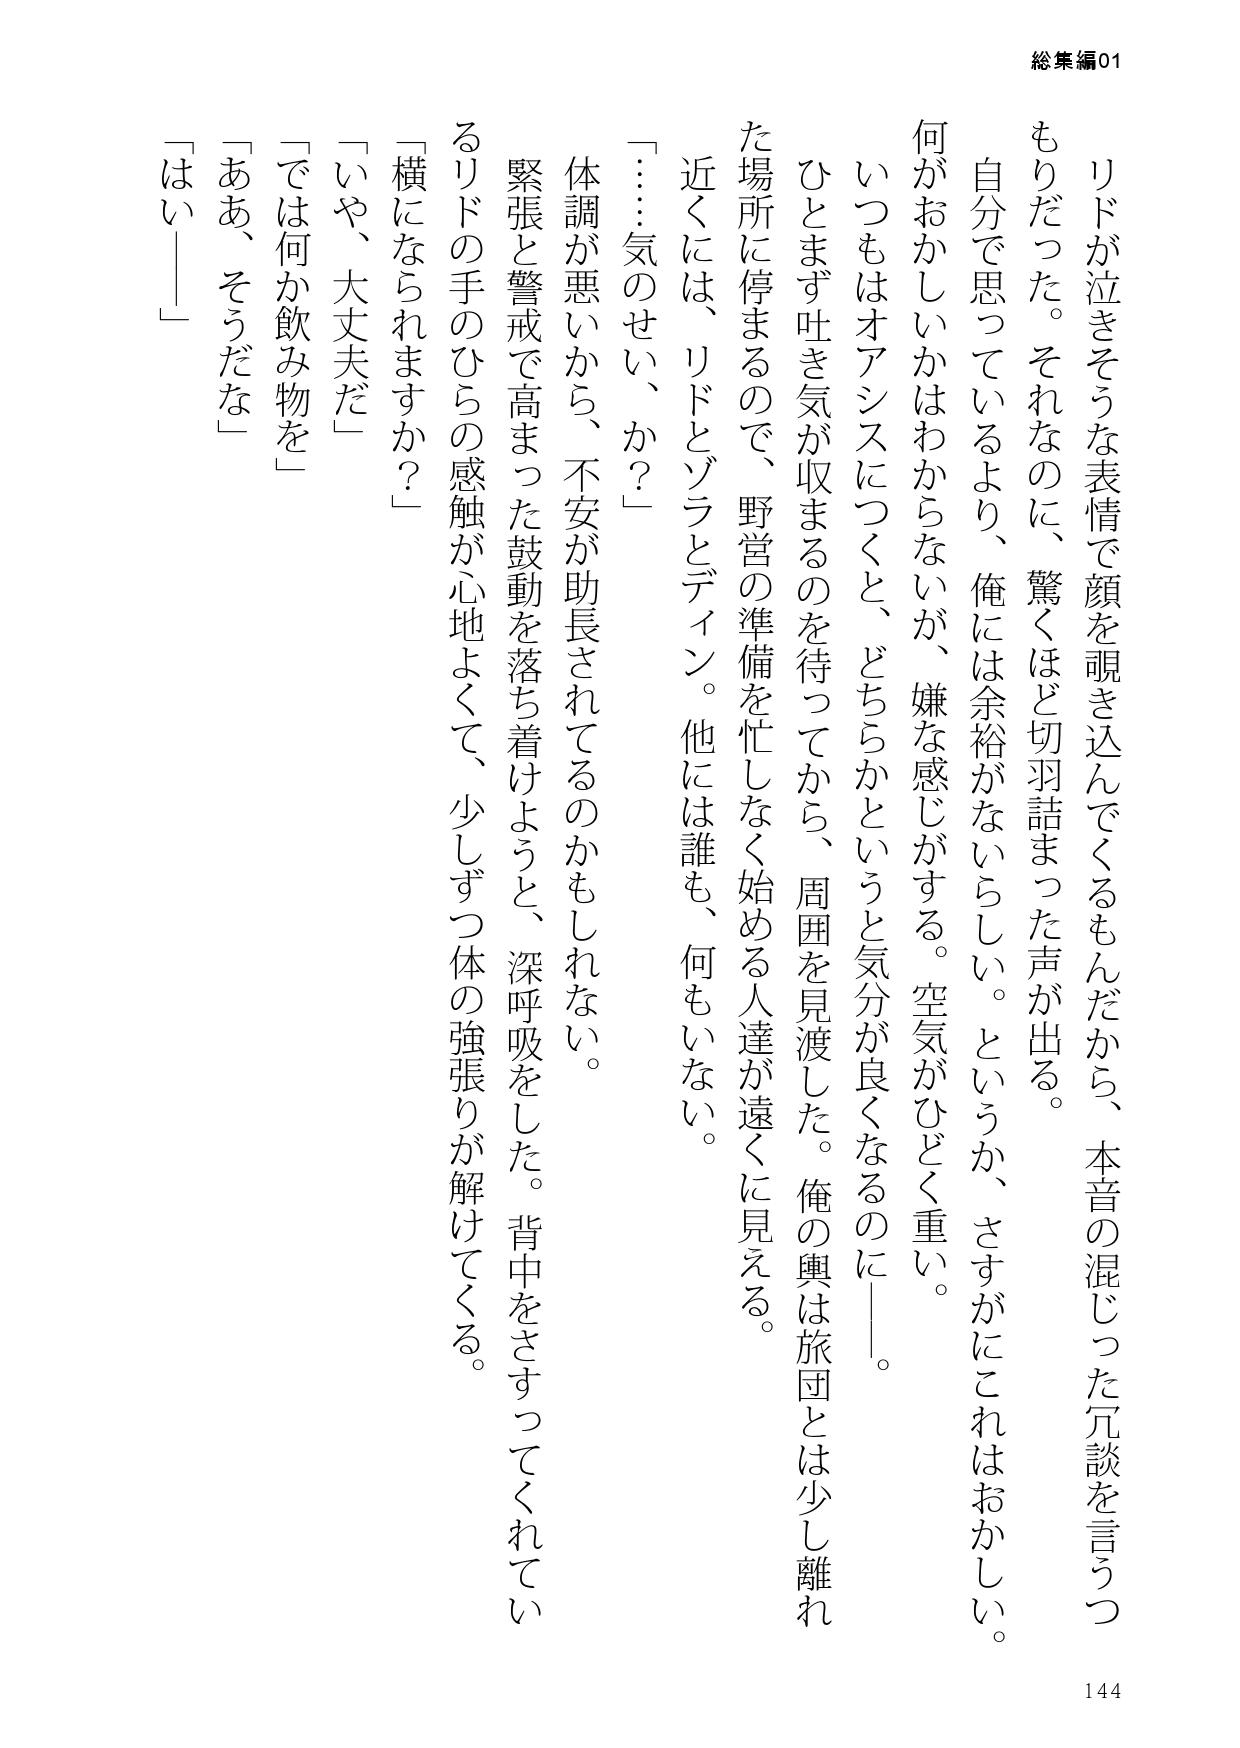 総集編01
　リドが泣きそうな表情で顔を覗き込んでくるもんだから、本音の混じった冗談を言うつ
もりだった。それなのに、驚くほど切羽詰まった声が出る。
　自分で思っているより、俺には余裕がないらしい。というか、さすがにこれはおかしい。
何がおかしいかはわからないが、嫌な感じがする。空気がひどく重い。
　いつもはオアシスにつくと、どちらかというと気分が良くなるのに――。
　ひとまず吐き気が収まるのを待ってから、周囲を見渡した。俺の輿は旅団とは少し離れ
た場所に停まるので、野営の準備を忙しなく始める人達が遠くに見える。
　近くには、リドとゾラとディン。他には誰も、何もいない。
「……気のせい、か？」
　体調が悪いから、不安が助長されてるのかもしれない。
　緊張と警戒で高まった鼓動を落ち着けようと、深呼吸をした。背中をさすってくれてい
るリドの手のひらの感触が心地よくて、少しずつ体の強張りが解けてくる。
「横になられますか？」
「いや、大丈夫だ」
「では何か飲み物を」
「ああ、そうだな」
「はい――」
144